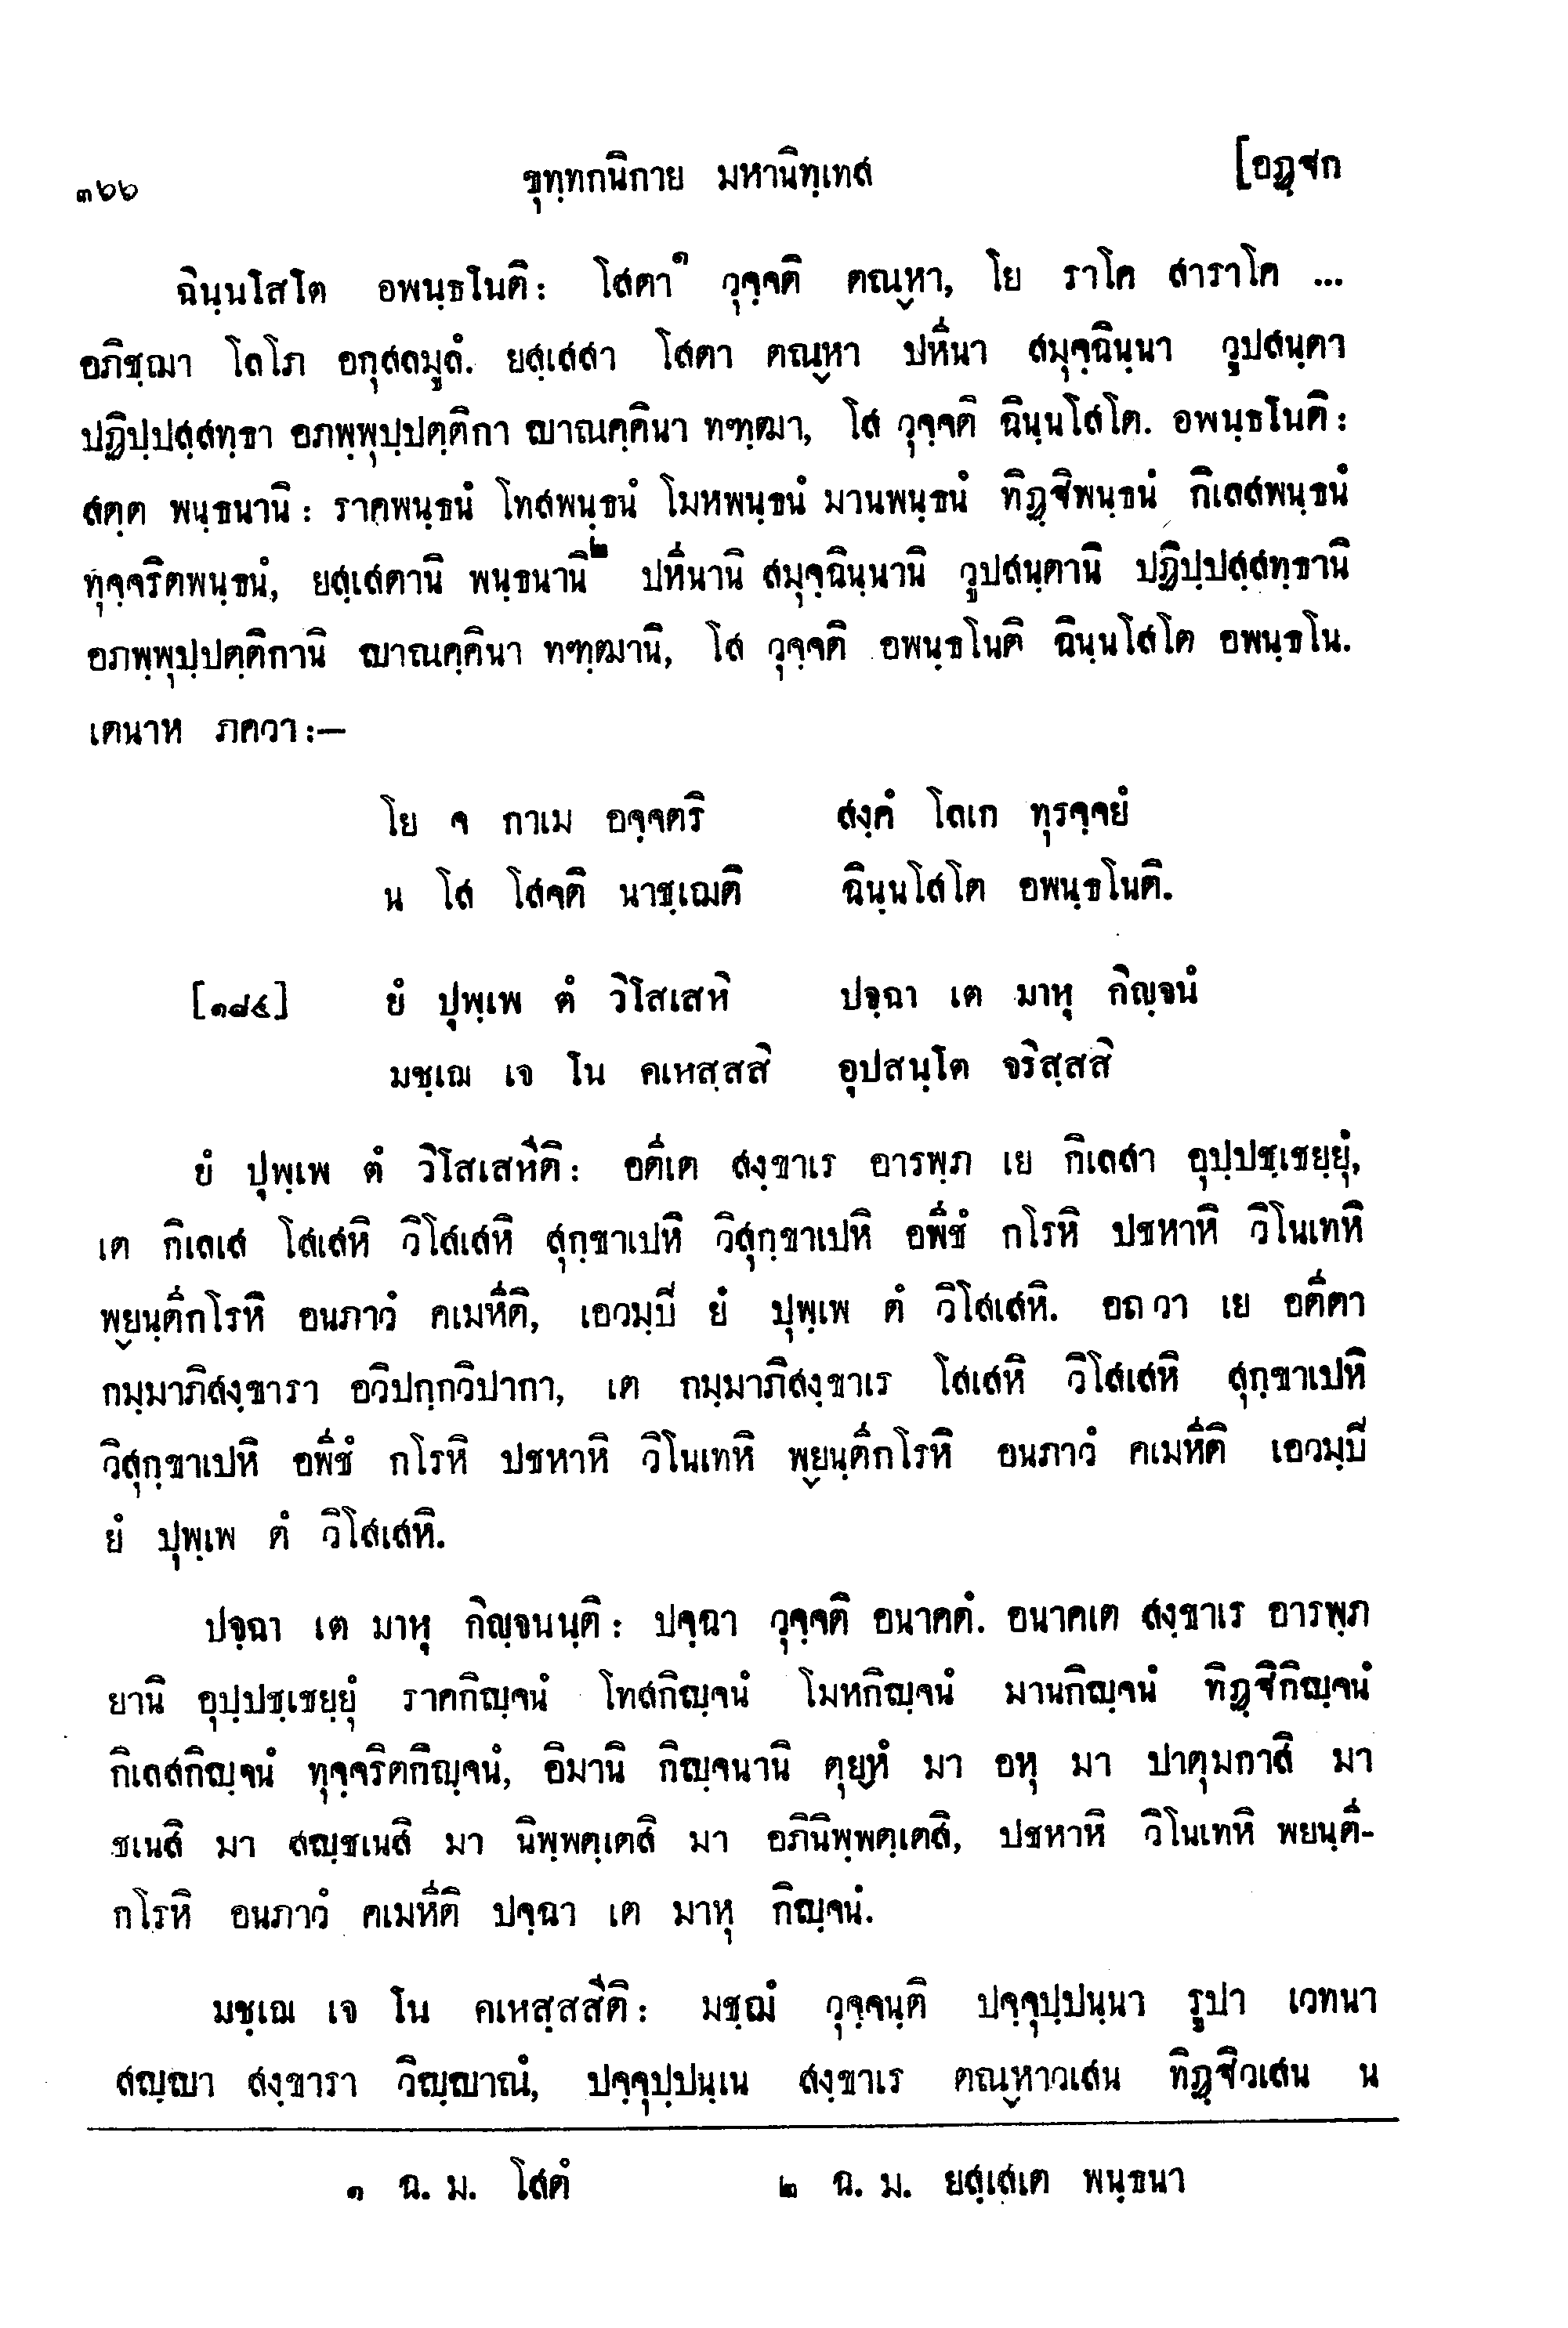 ๓๖๖ ขุทฺทกนิกาย มหานิทฺเทส [อฏฺฐก
ฉินฺนโสโต อพนฺธโนติ: โสตา๑ วุจฺจติ ตณฺหา, โย ราโค สาราโค ...
อภิชฺฌา โลโภ อกุสลมูลํ. ยสฺเสสา โสตา ตณฺหา ปหีนา สมุจฺฉินฺนา วูปสนฺตา
ปฏิปฺปสฺสทฺธา อภพฺพุปฺปตฺติกา ญาณคฺคินา ทฑฺฒา, โส วุจฺจติ ฉินฺนโสโต. อพนฺธโนติ:
สตฺต พนฺธนานิ: ราคพนฺธนํ โทสพนฺธนํ โมหพนฺธนํ มานพนฺธนํ ทิฏฺฐิพนฺธนํ กิเลสพนฺธนํ
ทุจฺจริตพนฺธนํ, ยสฺเสตานิ พนฺธนานิ๒ ปหีนานิ สมุจฺฉินฺนานิ วูปสนฺตานิ ปฏิปฺปสฺสทฺธานิ
อภพฺพุปฺปตฺติกานิ ญาณคฺคินา ทฑฺฒานิ, โส วุจฺจติ อพนฺธโนติ ฉินฺนโสโต อพนฺธโน.
เตนาห ภควา:—
โย จ กาเม อจฺจตริ สงฺคํ โลเก ทุรจฺจยํ
น โส โสจติ นาชฺเฌติ ฉินฺนโสโต อพนฺธโนติ.
[๑๘๔] ยํ ปุพฺเพ ตํ วิโสเสหิ ปจฺฉา เต มาหุ กิญฺจนํ
มชฺเฌ เจ โน คเหสฺสสิ อุปสนฺโต จริสฺสสิ
ยํ ปุพฺเพ ตํ วิโสเสหีติ: อตีเต สงฺขาเร อารพฺภ เย กิเลสา อุปฺปชฺเชยฺยุํ,
เต กิเลเส โสเสหิ วิโสเสหิ สุกฺขาเปหิ วิสุกฺขาเปหิ อพีชํ กโรหิ ปชหาหิ วิโนเทหิ
พฺยนฺตีกโรหิ อนภาวํ คเมหีติ, เอวมฺปิ ยํ ปุพฺเพ ตํ วิโสเสหิ. อถ วา เย อตีตา
กมฺมาภิสงฺขารา อวิปกฺกวิปากา, เต กมฺมาภิสงฺขาเร โสเสหิ วิโสเสหิ สุกฺขาเปหิ
วิสุกฺขาเปหิ อพีชํ กโรหิ ปชหาหิ วิโนเทหิ พฺยนฺตีกโรหิ อนภาวํ คเมหีติ เอวมฺปิ
ยํ ปุพฺเพ ตํ วิโสเสหิ.
ปจฺฉา เต มาหุ กิญฺจนนฺติ: ปจฺฉา วุจฺจติ อนาคตํ. อนาคเต สงฺขาเร อารพฺภ
ยานิ อุปฺปชฺเชยฺยุํ ราคกิญฺจนํ โทสกิญฺจนํ โมหกิญฺจนํ มานกิญฺจนํ ทิฏฺฐิกิญฺจนํ
กิเลสกิญฺจนํ ทุจฺจริตกิญฺจนํ, อิมานิ กิญฺจนานิ ตุยฺหํ มา อหุ มา ปาตุมกาสิ มา
ชเนสิ มา สญฺชเนสิ มา นิพฺพตฺเตสิ มา อภินิพฺพตฺเตสิ, ปชหาหิ วิโนเทหิ พยนฺตี-
กโรหิ อนภาวํ คเมหีติ ปจฺฉา เต มาหุ กิญฺจนํ.
มชฺเฌ เจ โน คเหสฺสสีติ: มชฺฌํ วุจฺจนฺติ ปจฺจุปฺปนฺนา รูปา เวทนา
สญฺญา สงฺขารา วิญฺญาณํ, ปจฺจุปฺปนฺเน สงฺขาเร ตณฺหาวเสน ทิฏฺฐิวเสน น
๑ ฉ. ม. โสตํ ๒ ฉ. ม. ยสฺเสเต พนฺธนา